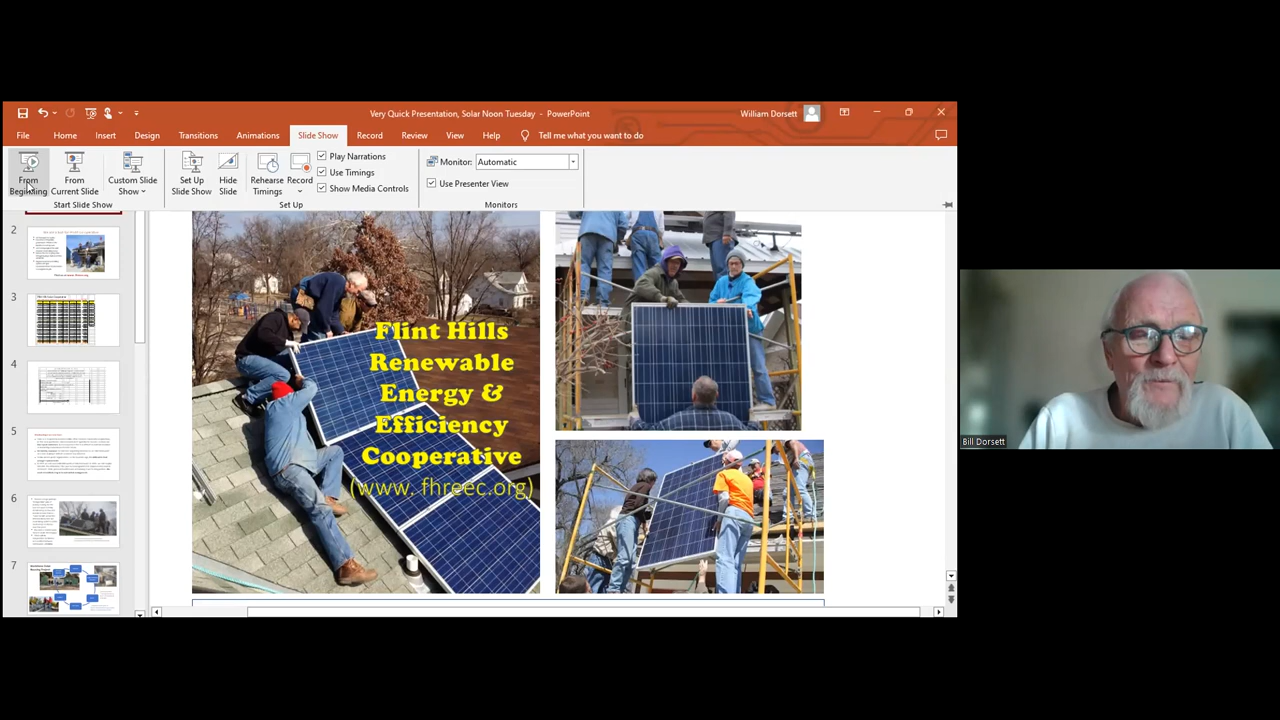 Very Quick Presentation, Solar Noon Tuesday - PowerPoint
William Dorsett
File Home Insert Design Transitions Animations Slide Show Record Review View Help Tell me what you want to do
From Beginning
From Current Slide
Custom Slide Show
Set Up Slide Show
Hide Slide
Rehearse Timings
Record
Play Narrations
Use Timings
Show Media Controls
Monitor: Automatic
Use Presenter View
Start Slide Show
Set Up
Monitors
2
3
4
5
6
7
Flint Hills
Renewable
Energy &
Efficiency
Cooperative
(www. fhreec.org)
Bill Dorsett